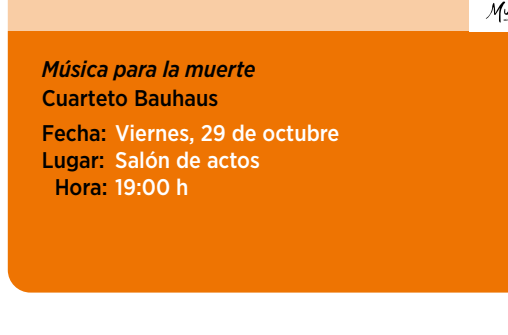 Música para la muerte
Cuarteto Bauhaus
Fecha: Viernes, 29 de octubre
Lugar: Salón de actos
Hora: 19:00 h